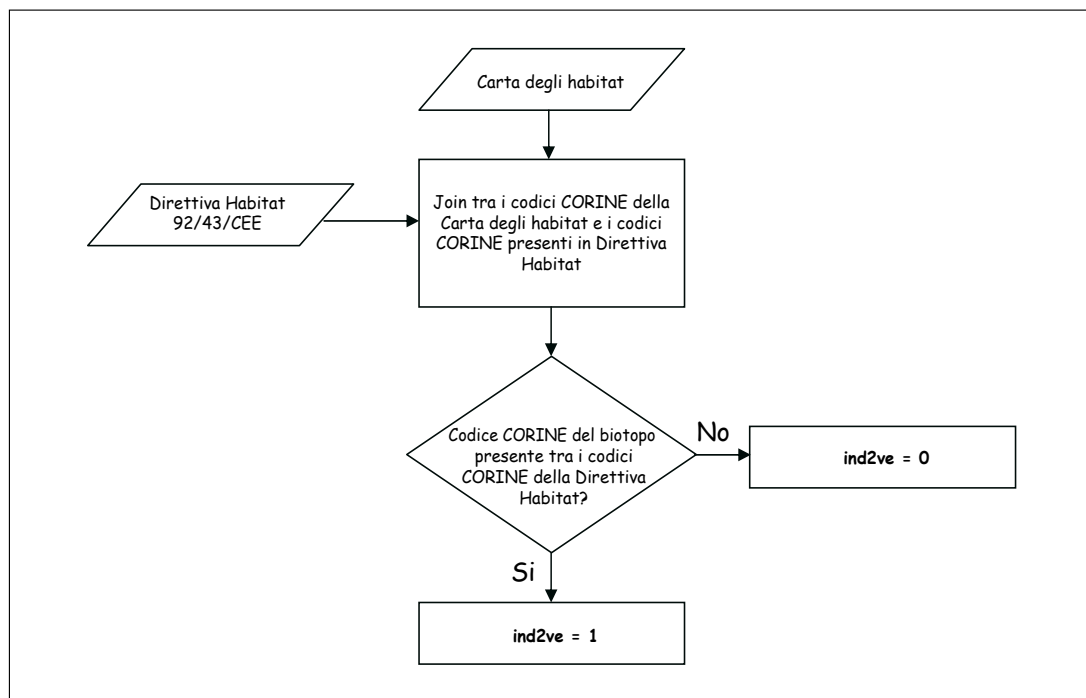 Carta degli habitat
Direttiva Habitat
92/43/CEE
Join tra i codici CORINE della
Carta degli habitat e i codici
CORINE presenti in Direttiva
Habitat
Codice CORINE del biotopo
presente tra i codici
CORINE della Direttiva
Habitat?
No
ind2ve = 0
Si
ind2ve = 1